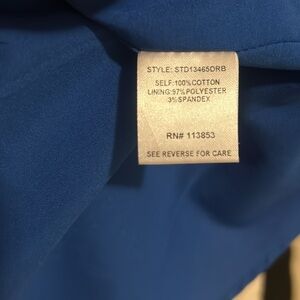 STYLE: STD13465DRB
SELF:100%COTTON
LINING:97%POLYESTER
3%SPANDEX
RN# 113853
SEE REVERSE FOR CARE